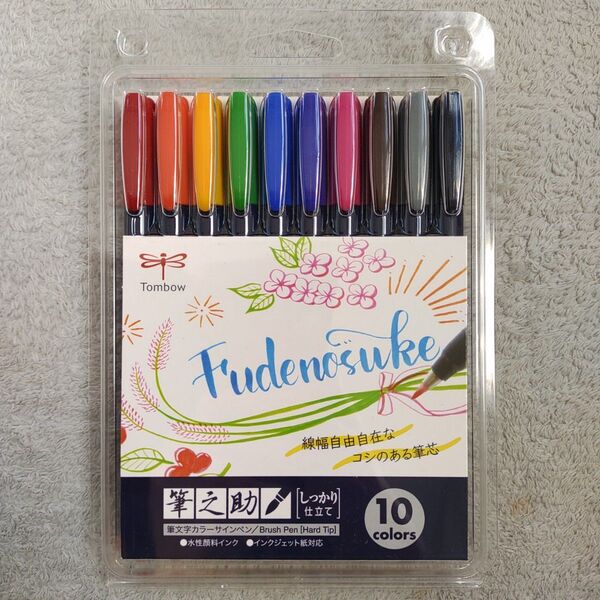 Tombow
Fudenosuke
線幅自由自在な
コシのある筆芯
筆之助
しっかり
仕立て
筆文字カラーサインペン/Brush Pen [Hard Tip]
●水性顔料インク ●インクジェット紙対応
10
colors